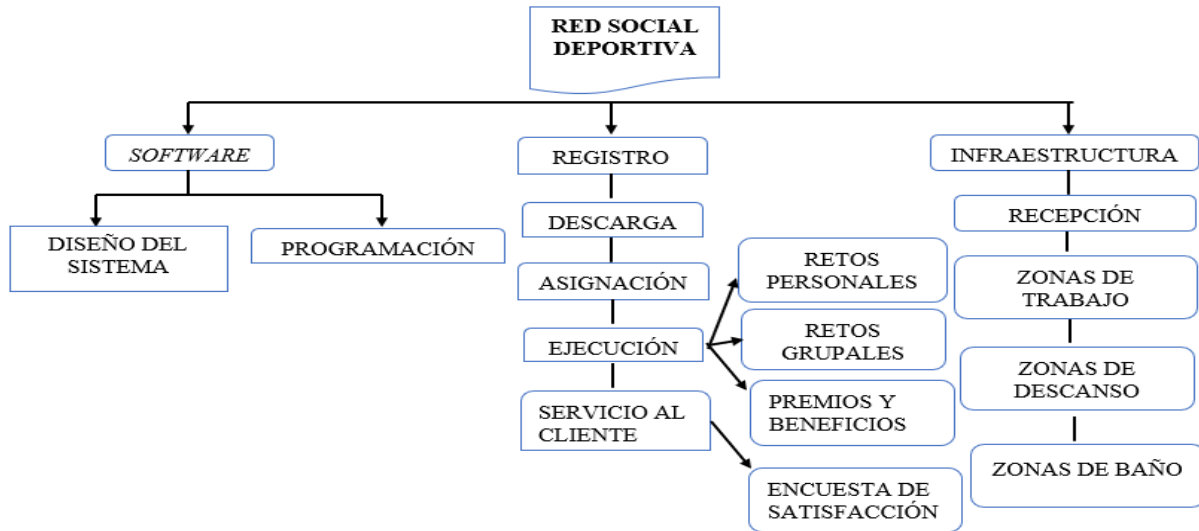 RED SOCIAL
DEPORTIVA
SOFTWARE
DISEÑO DEL
SISTEMA
PROGRAMACIÓN
REGISTRO
DESCARGA
ASIGNACIÓN
EJECUCIÓN
SERVICIO AL
CLIENTE
RETOS
PERSONALES
RETOS
GRUPALES
PREMIOS Y
BENEFICIOS
ENCUESTA DE
SATISFACCIÓN
INFRAESTRUCTURA
RECEPCIÓN
ZONAS DE
TRABAJO
ZONAS DE
DESCANSO
ZONAS DE BAÑO